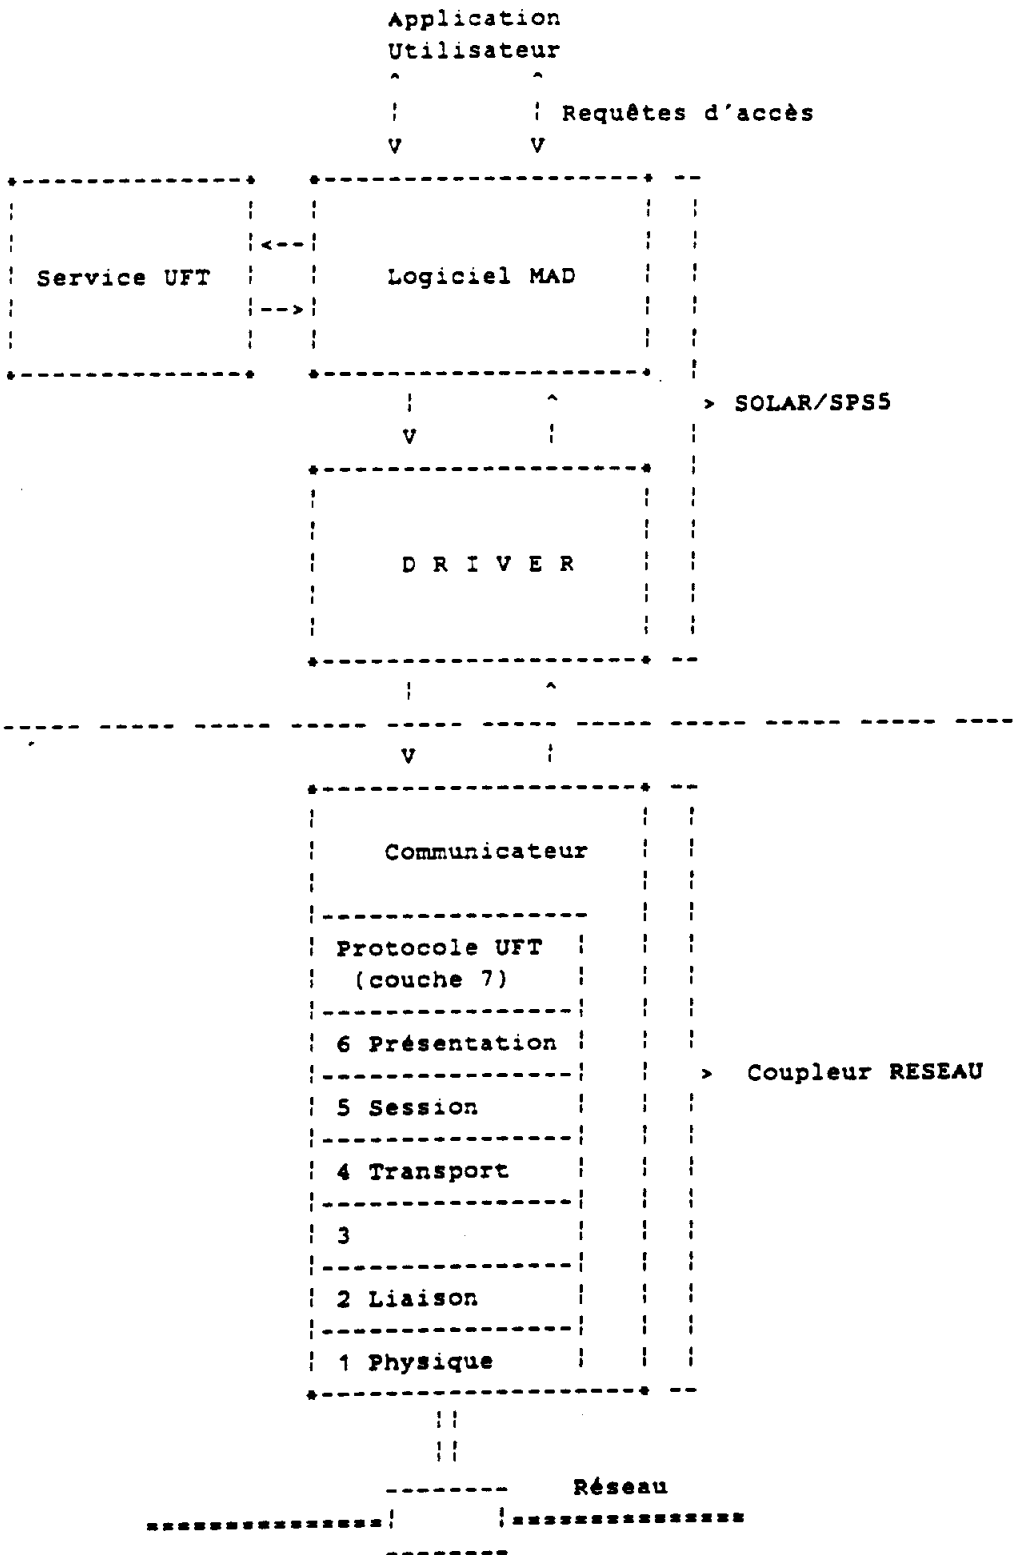 Application
Utilisateur
Requêtes d'accès
Service UFT
Logiciel MAD
> SOLAR/SPS5
D R I V E R
Communicateur
Protocole UFT
(couche 7)
6 Présentation
> Coupleur RESEAU
5 Session
4 Transport
3
2 Liaison
1 Physique
Réseau